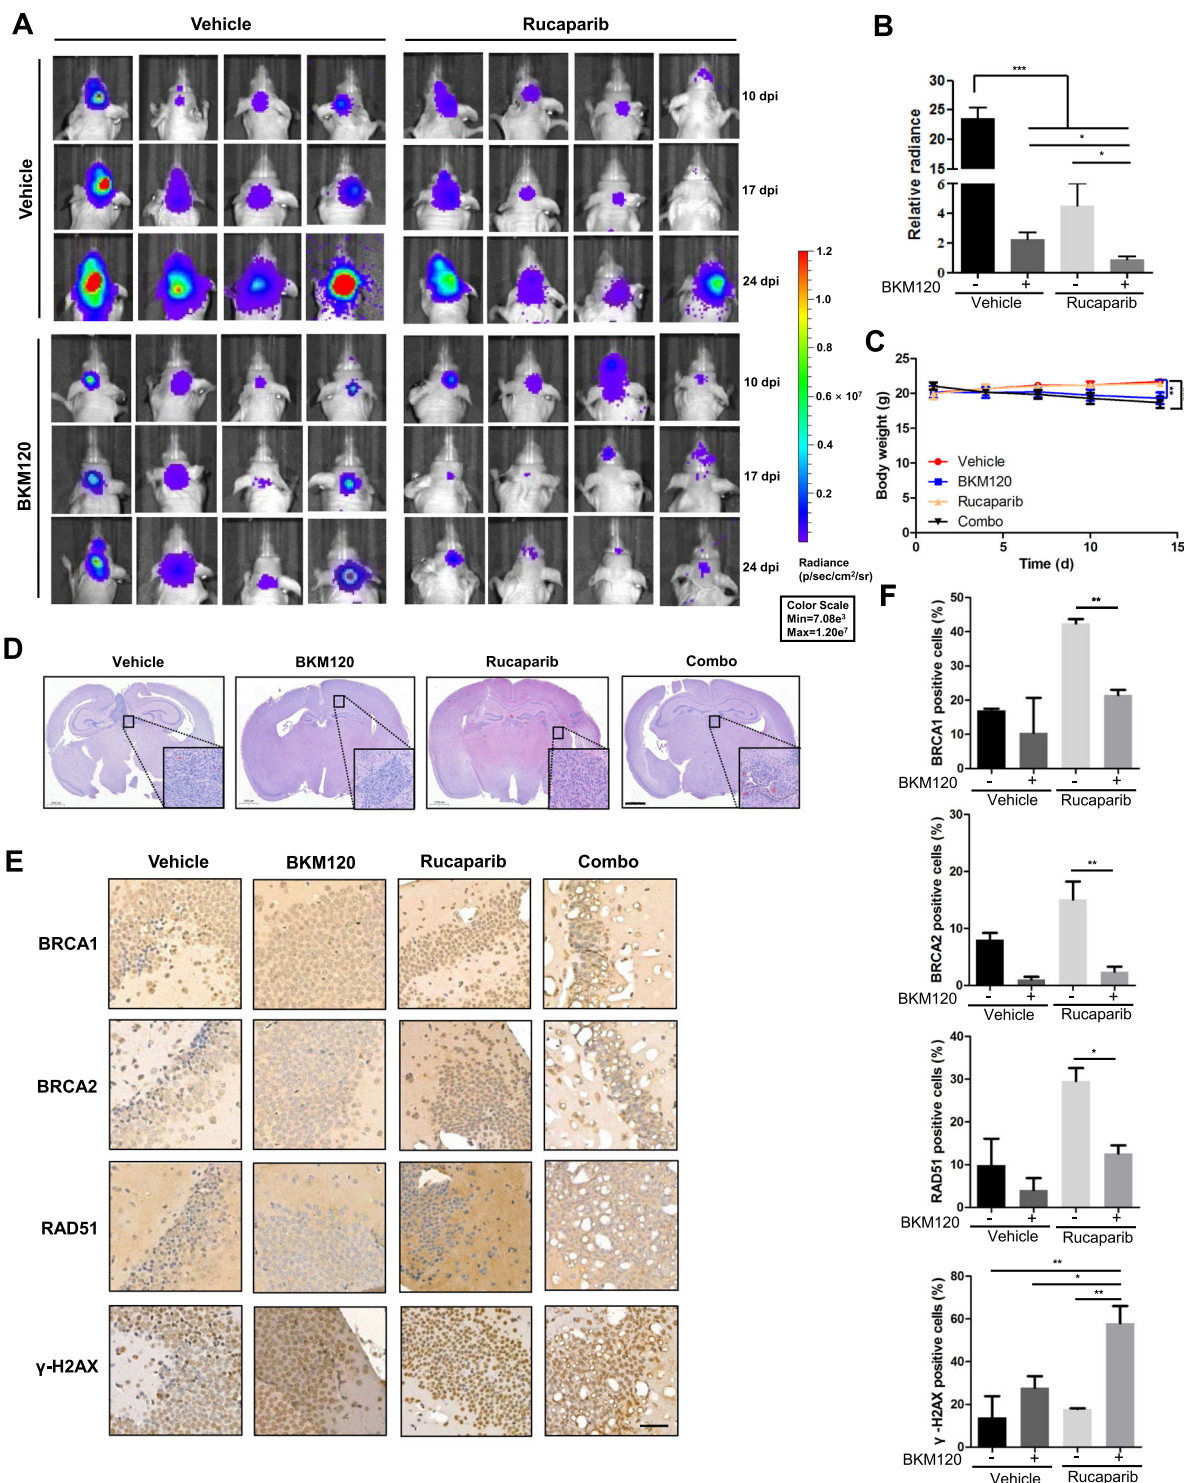 A
Vehicle
Rucaparib
Vehicle
10 dpi
17 dpi
24 dpi
BKM120
10 dpi
17 dpi
24 dpi
1.2
1.0
0.8
0.6 × 10⁷
0.4
0.2
Radiance
(p/sec/cm²/sr)
Color Scale
Min=7.08e³
Max=1.20e⁷
B
Relative radiance
30
25
20
15
6
4
2
0
***
*
*
BKM120
- + - +
Vehicle
Rucaparib
C
Body weight (g)
25
20
15
10
5
0
**
Vehicle
BKM120
Rucaparib
Combo
0 5 10 15
Time (d)
D
Vehicle
BKM120
Rucaparib
Combo
E
Vehicle
BKM120
Rucaparib
Combo
BRCA1
BRCA2
RAD51
γ-H2AX
F
BRCA1 positive cells (%)
50
40
30
20
10
0
**
BKM120
- + - +
Vehicle
Rucaparib
BRCA2 positive cells (%)
30
20
10
0
**
BKM120
- + - +
Vehicle
Rucaparib
RAD51 positive cells (%)
40
30
20
10
0
*
BKM120
- + - +
Vehicle
Rucaparib
γ-H2AX positive cells (%)
80
60
40
20
0
**
*
**
BKM120
- + - +
Vehicle
Rucaparib